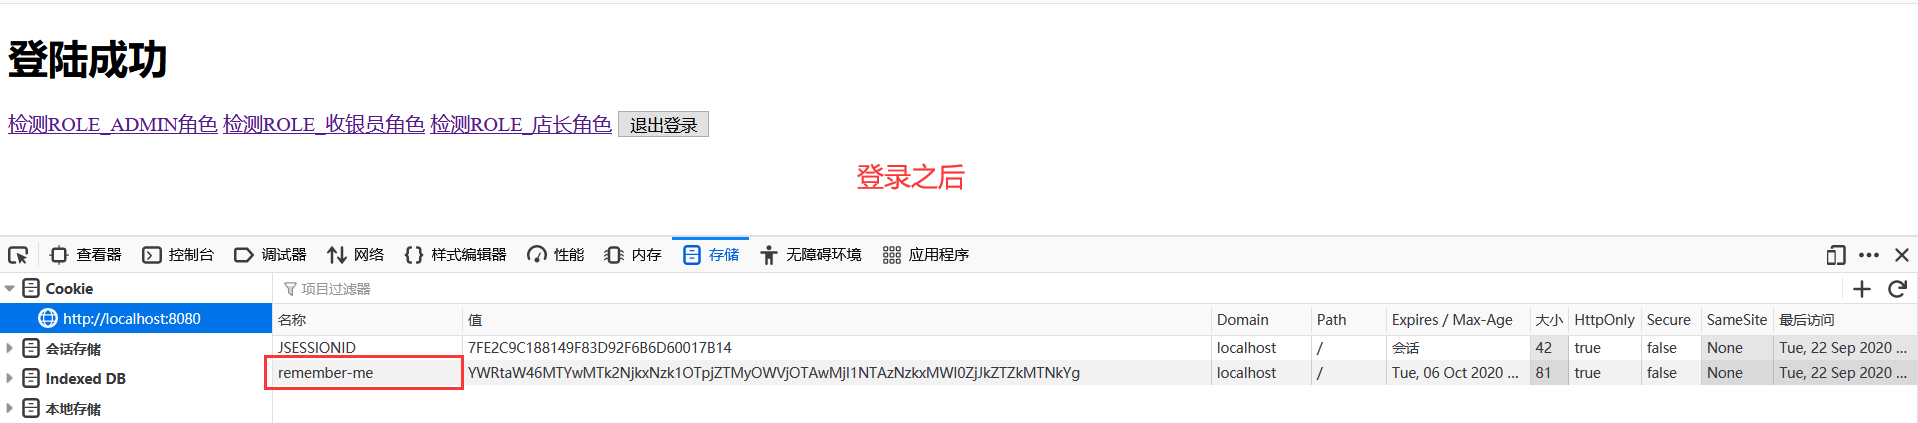 登陆成功
检测ROLE_ADMIN角色 检测ROLE_收银员角色 检测ROLE_店长角色 退出登录
登录之后
查看器 控制台 调试器 网络 样式编辑器 性能 内存 存储 无障碍环境 应用程序
Cookie 项目过滤器
http://localhost:8080 名称 值 Domain Path Expires / Max-Age 大小 HttpOnly Secure SameSite 最后访问
会话存储 JSESSIONID 7FE2C9C188149F83D92F6B6D60017B14 localhost / 会话 42 true false None Tue, 22 Sep 2020 ...
Indexed DB remember-me YWRtaW46MTYwMTk2NjkxNzk1OTpjZTMyOWVjOTAwMjI1NTAzNzkxMWI0ZjJkZTZkMTNkYg localhost / Tue, 06 Oct 2020 ... 81 true false None Tue, 22 Sep 2020 ...
本地存储